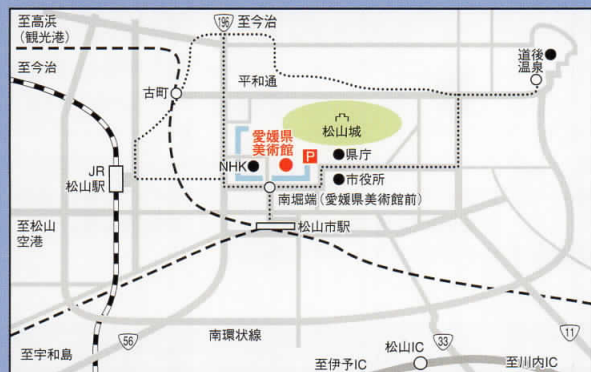 至高浜
（観光港）
196
至今治
至今治
道後
温泉
平和通
古町
松山城
愛媛県
美術館
P
NHK
県庁
JR
松山駅
市役所
南堀端（愛媛県美術館前）
至松山
空港
松山市駅
南環状線
56
33
11
松山IC
至宇和島
至伊予IC
至川内IC